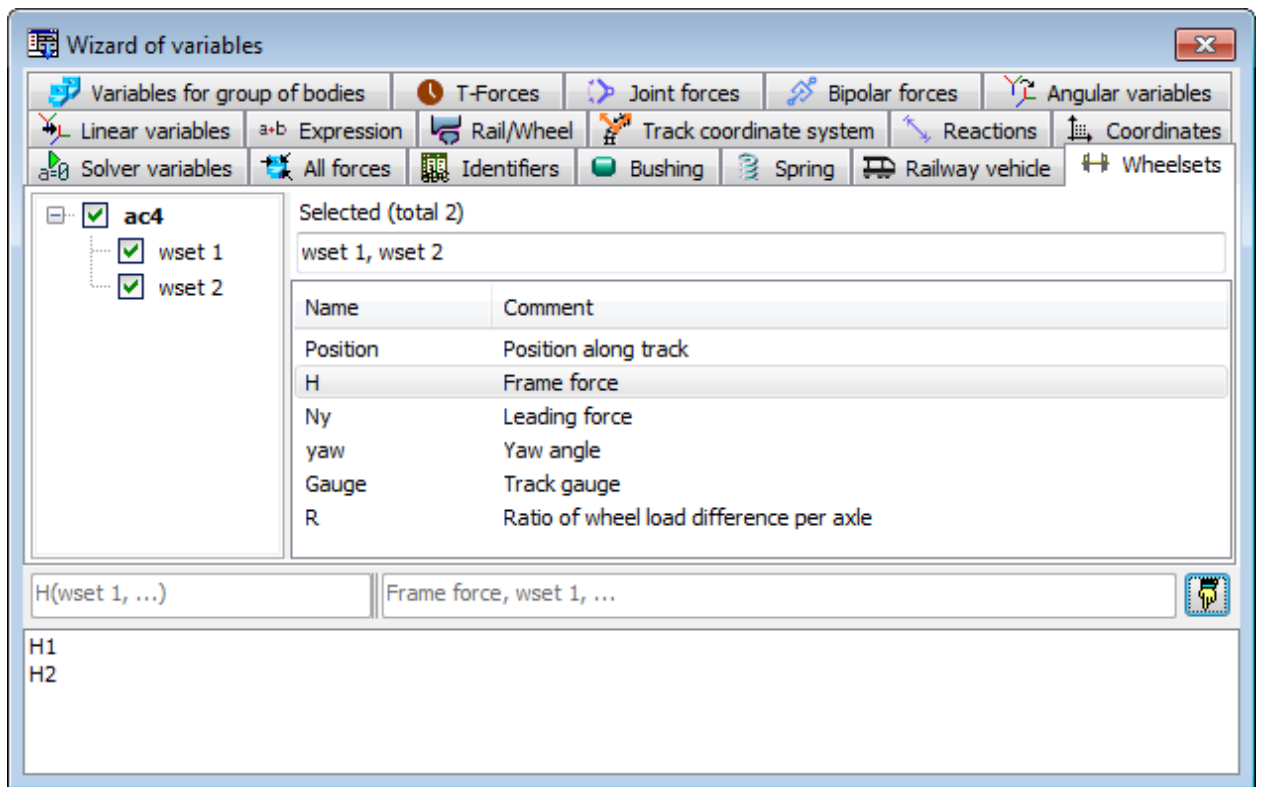 Wizard of variables
Variables for group of bodies T-Forces Joint forces Bipolar forces Angular variables
Linear variables a+b Expression Rail/Wheel Track coordinate system Reactions Coordinates
a=0 Solver variables All forces Identifiers Bushing Spring Railway vehicle Wheelsets
ac4
wset 1
wset 2
Selected (total 2)
wset 1, wset 2
Name Comment
Position Position along track
H Frame force
Ny Leading force
yaw Yaw angle
Gauge Track gauge
R Ratio of wheel load difference per axle
H(wset 1, ...) Frame force, wset 1, ...
H1
H2